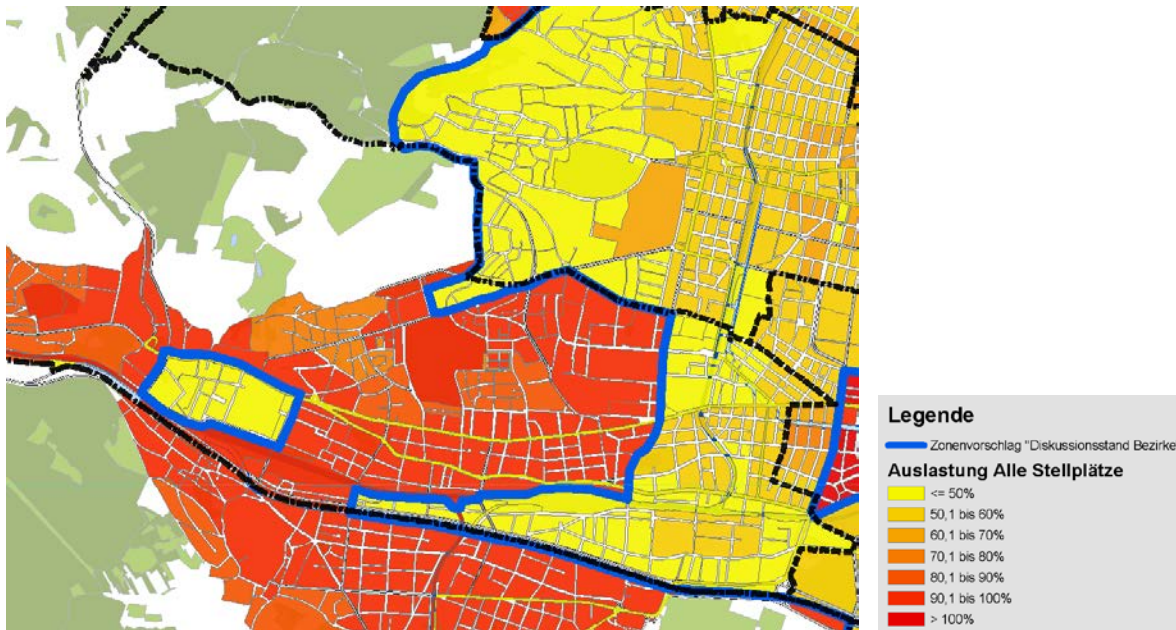 Legende
Zonenvorschlag "Diskussionsstand Bezirke
Auslastung Alle Stellplätze
<= 50%
50,1 bis 60%
60,1 bis 70%
70,1 bis 80%
80,1 bis 90%
90,1 bis 100%
> 100%